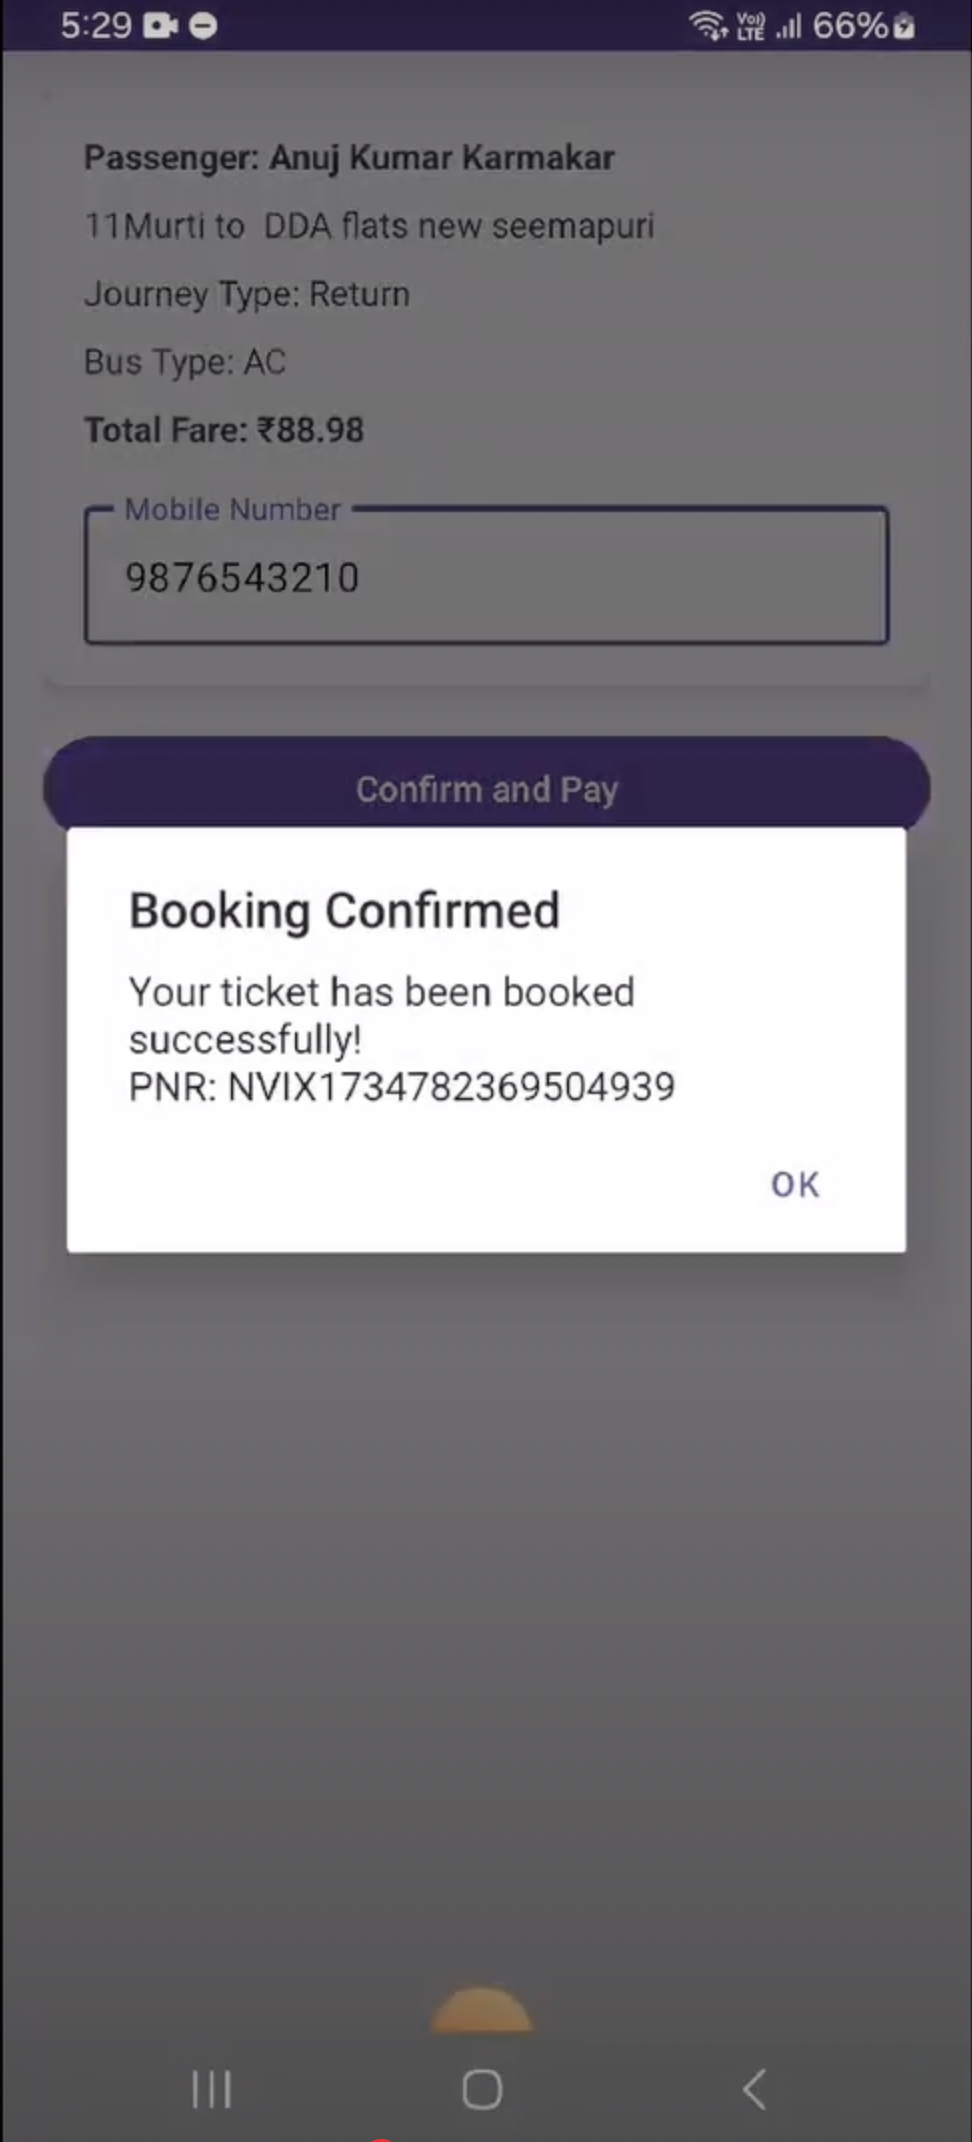 5:29
Vo)) LTE 66%
Passenger: Anuj Kumar Karmakar
11Murti to  DDA flats new seemapuri
Journey Type: Return
Bus Type: AC
Total Fare: ₹88.98
Mobile Number
9876543210
Confirm and Pay
Booking Confirmed
Your ticket has been booked
successfully!
PNR: NVIX1734782369504939
OK